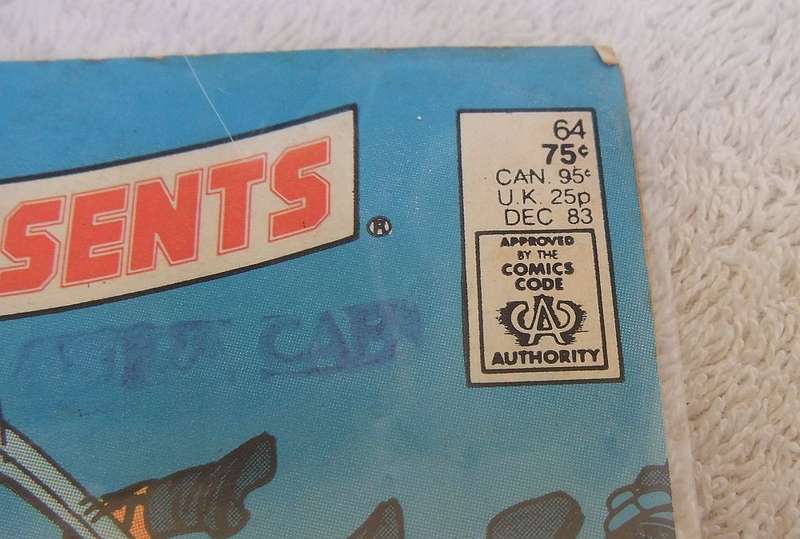 SENTS
®
64
75¢
CAN. 95¢
U.K. 25p
DEC 83
APPROVED
BY THE
COMICS
CODE
CA
AUTHORITY